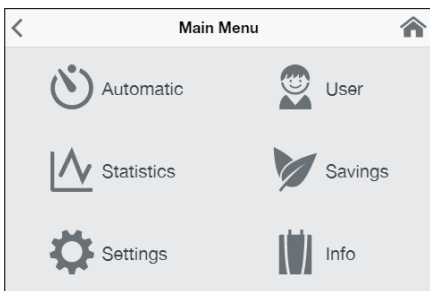 Main Menu
Automatic
User
Statistics
Savings
Settings
Info